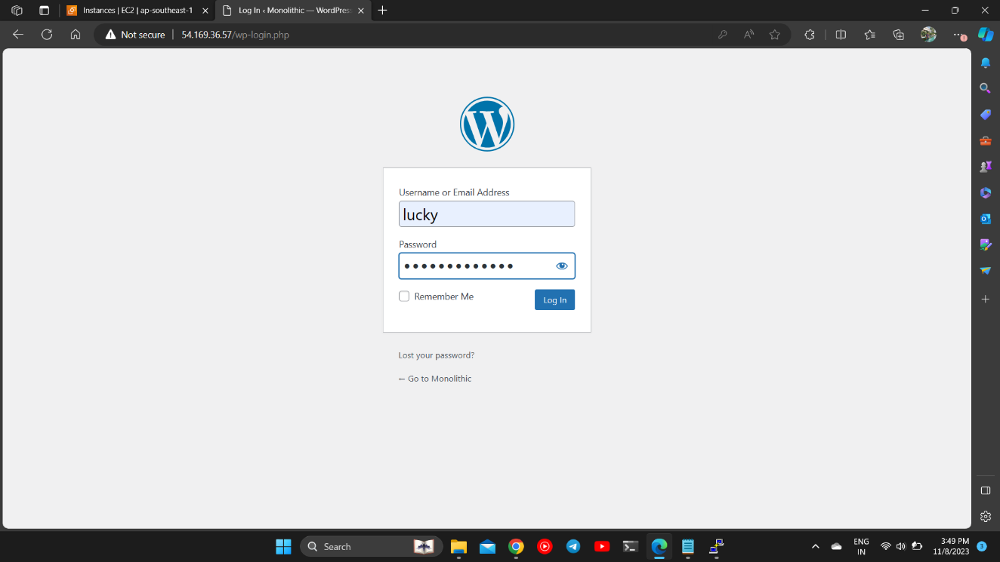 Instances | EC2 | ap-southeast-1
Log In ‹ Monolithic — WordPress
Not secure
54.169.36.57/wp-login.php
Username or Email Address
lucky
Password
Remember Me
Log In
Lost your password?
← Go to Monolithic
Search
ENG
IN
3:49 PM
11/8/2023
3